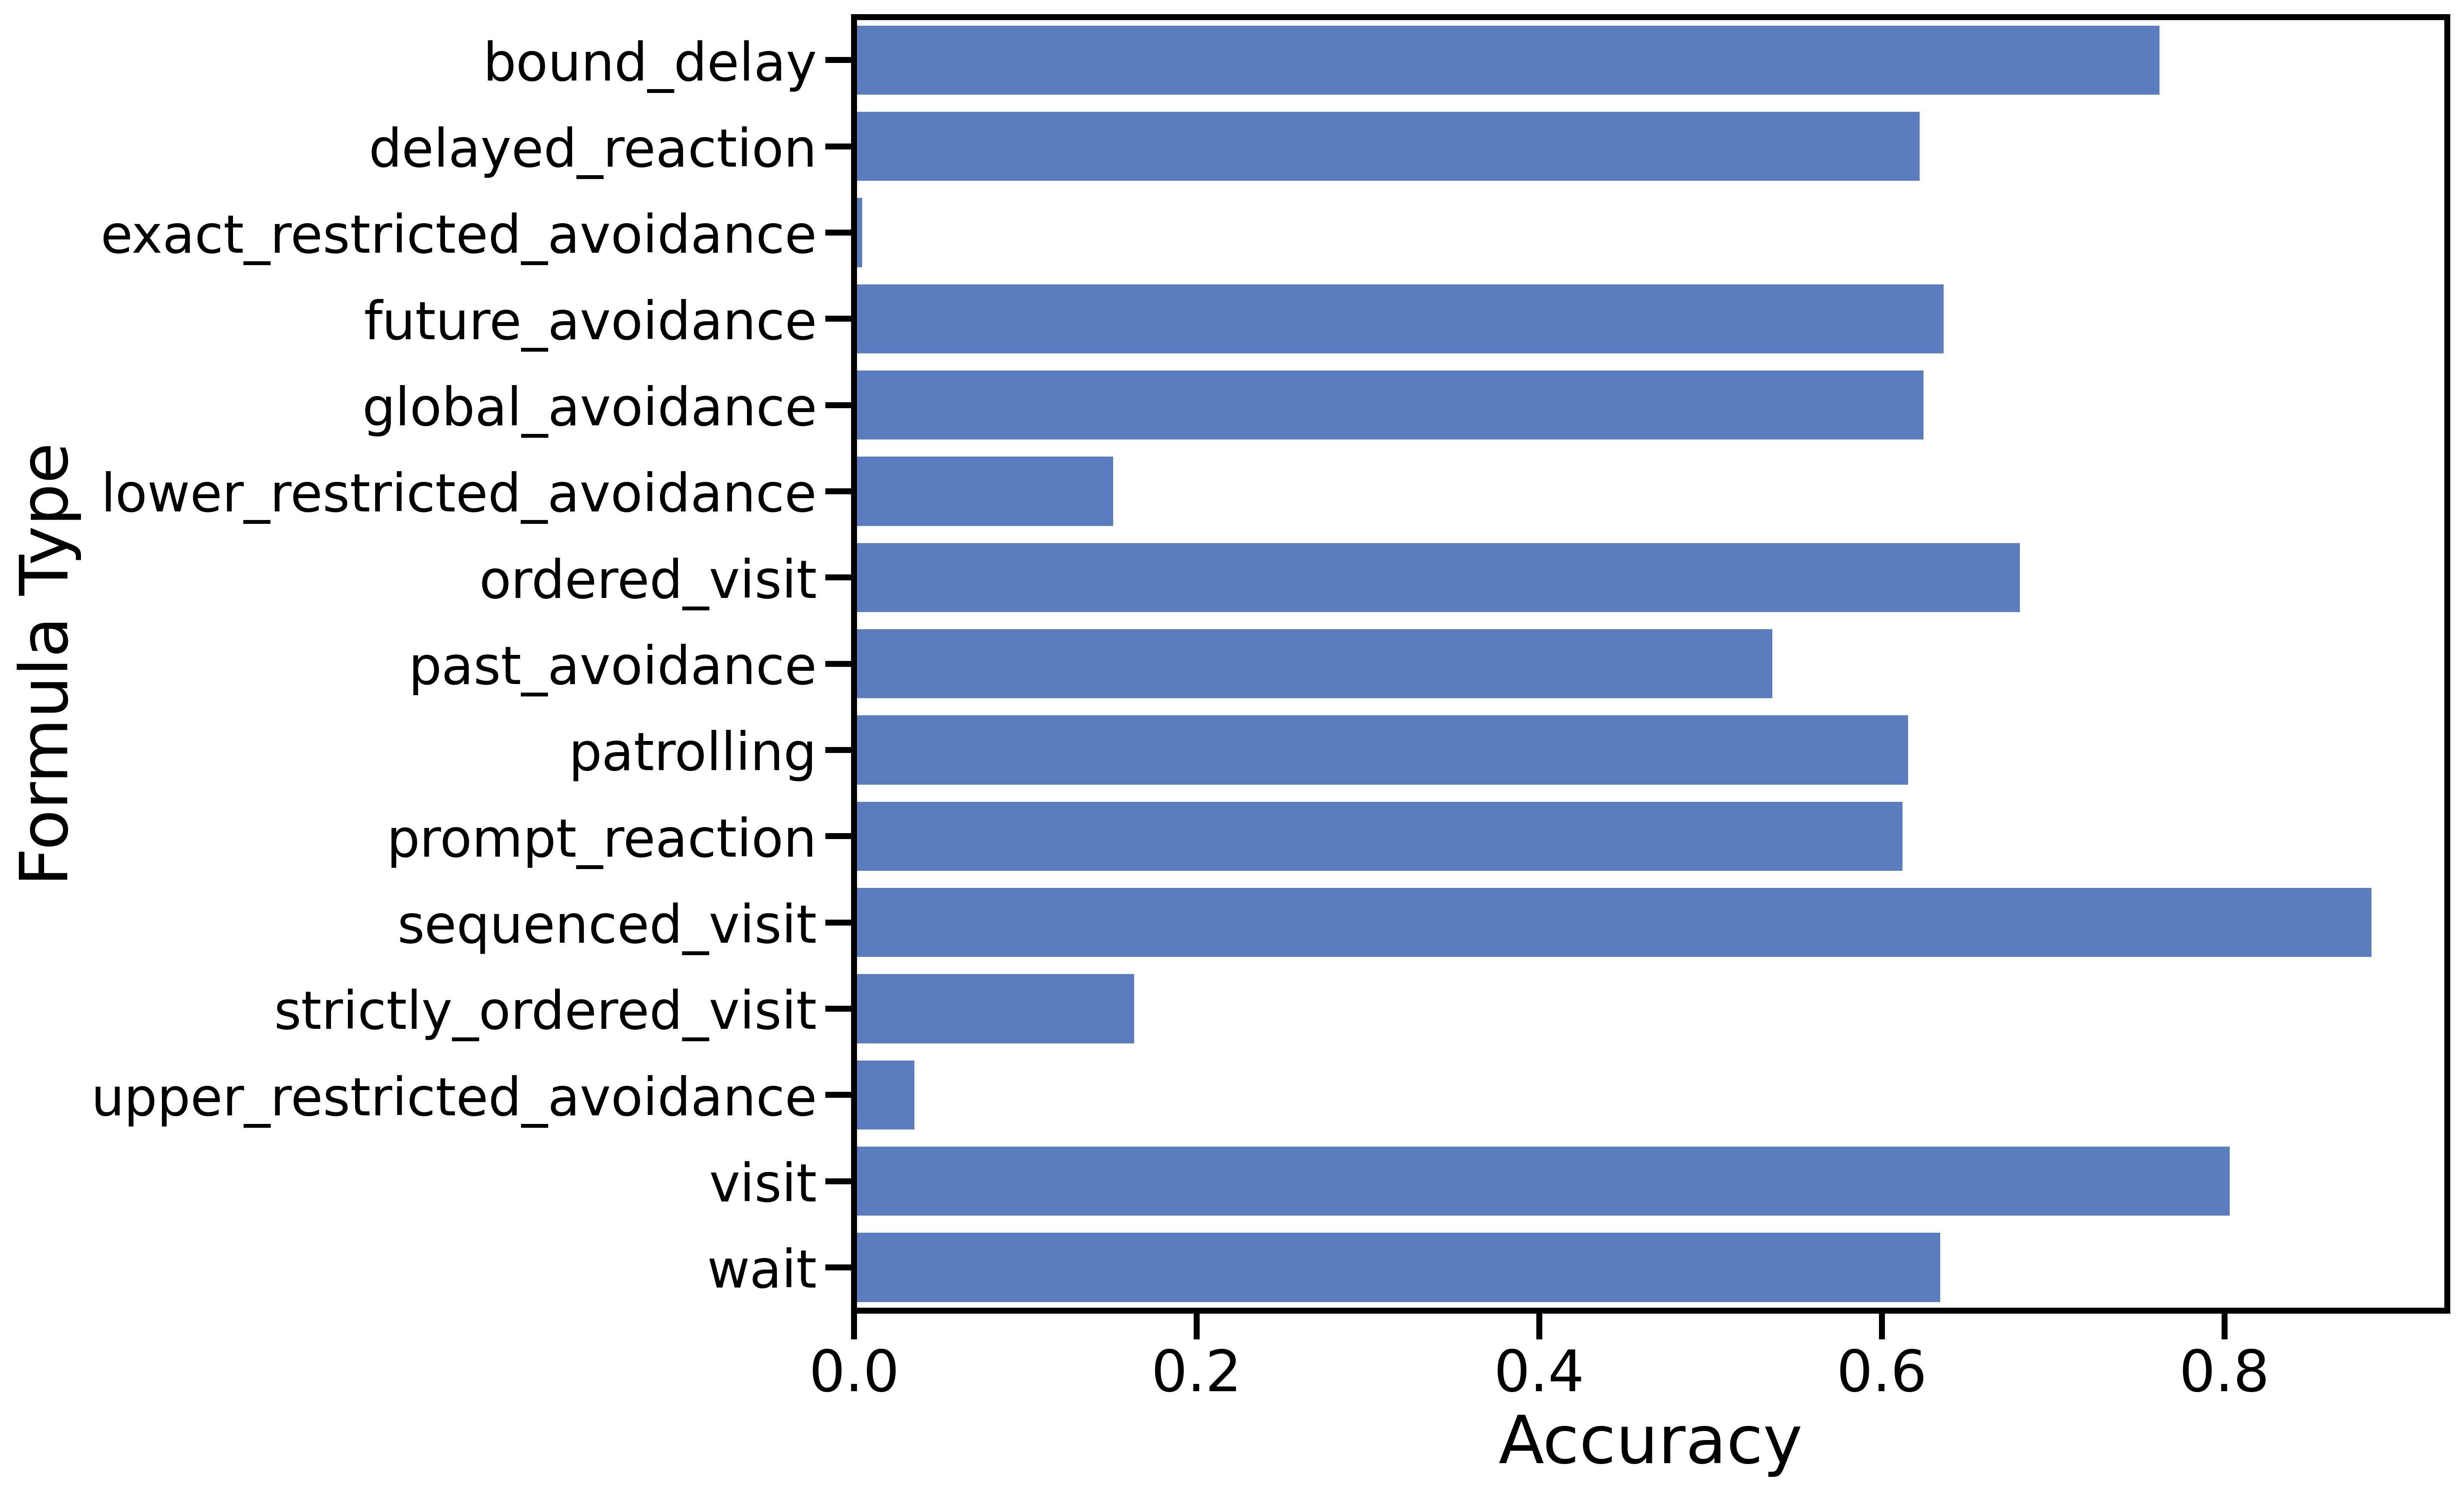 bound_delay
delayed_reaction
exact_restricted_avoidance
future_avoidance
global_avoidance
lower_restricted_avoidance
ordered_visit
past_avoidance
patrolling
prompt_reaction
sequenced_visit
strictly_ordered_visit
upper_restricted_avoidance
visit
wait
Formula Type
0.0 0.2 0.4 0.6 0.8
Accuracy